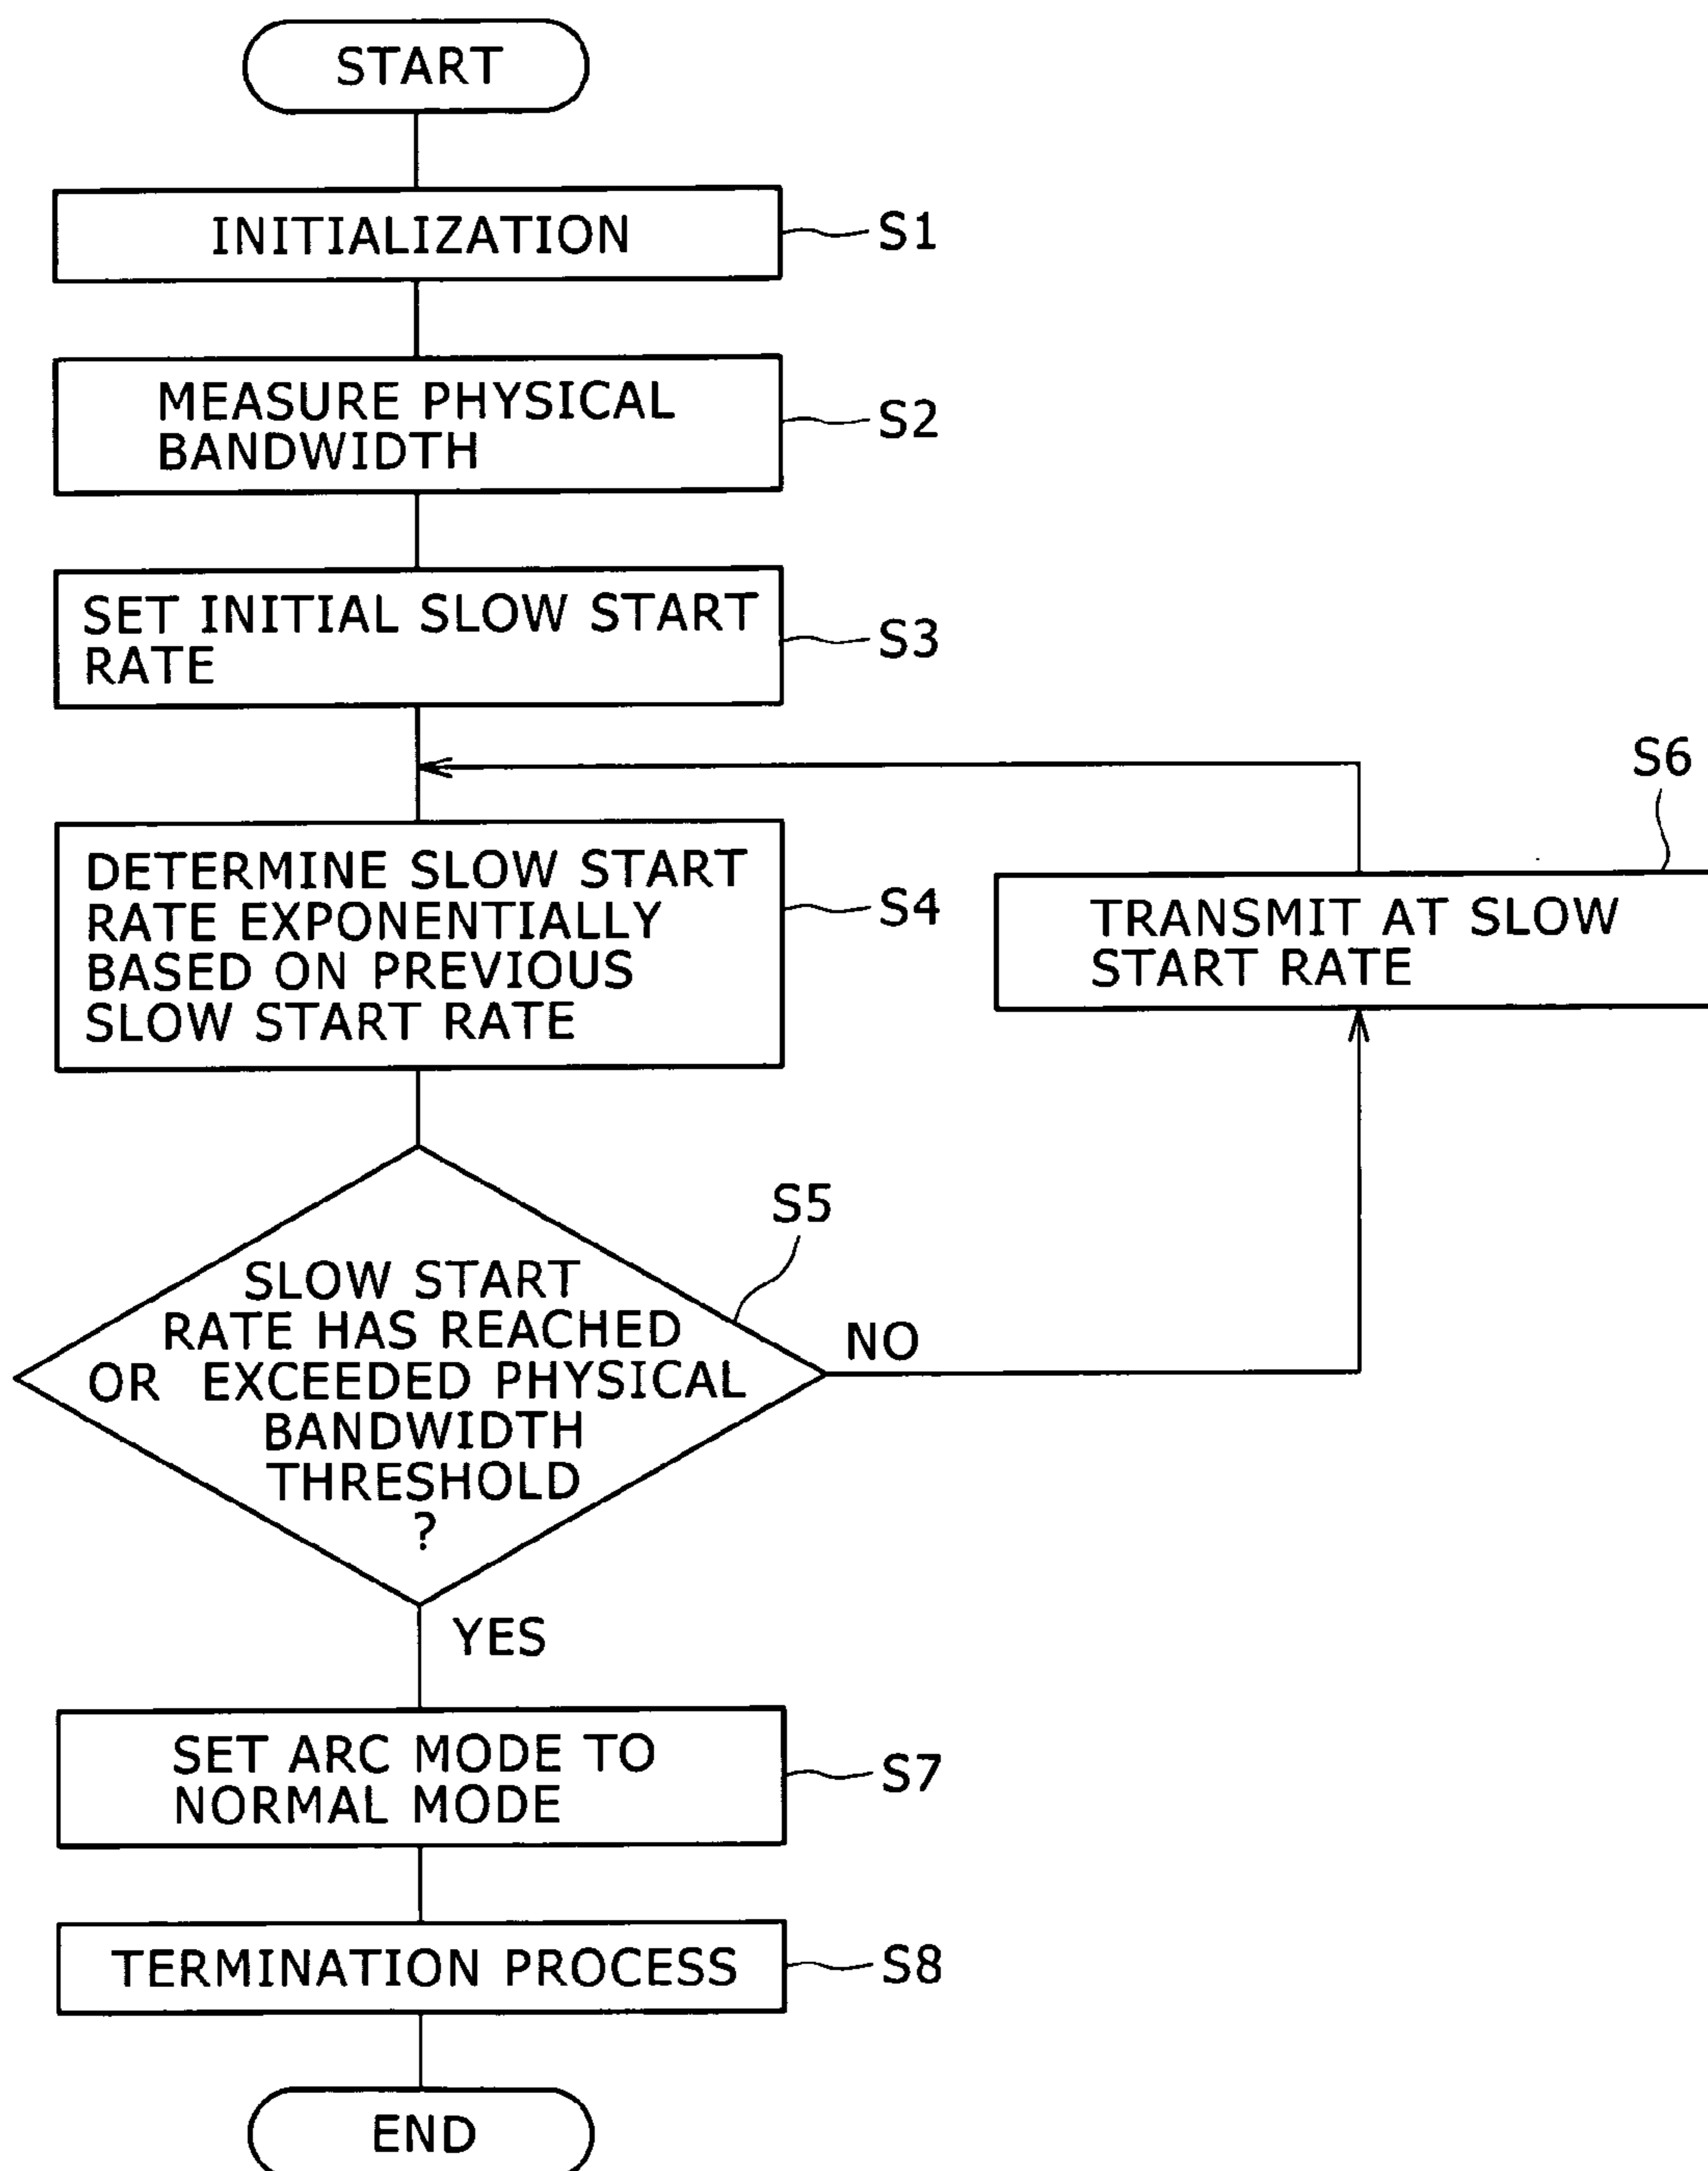 START
INITIALIZATION
S1
MEASURE PHYSICAL
BANDWIDTH
S2
SET INITIAL SLOW START
RATE
S3
DETERMINE SLOW START
RATE EXPONENTIALLY
BASED ON PREVIOUS
SLOW START RATE
S4
S6
TRANSMIT AT SLOW
START RATE
S5
SLOW START
RATE HAS REACHED
OR EXCEEDED PHYSICAL
BANDWIDTH
THRESHOLD
?
NO
YES
SET ARC MODE TO
NORMAL MODE
S7
TERMINATION PROCESS
S8
END